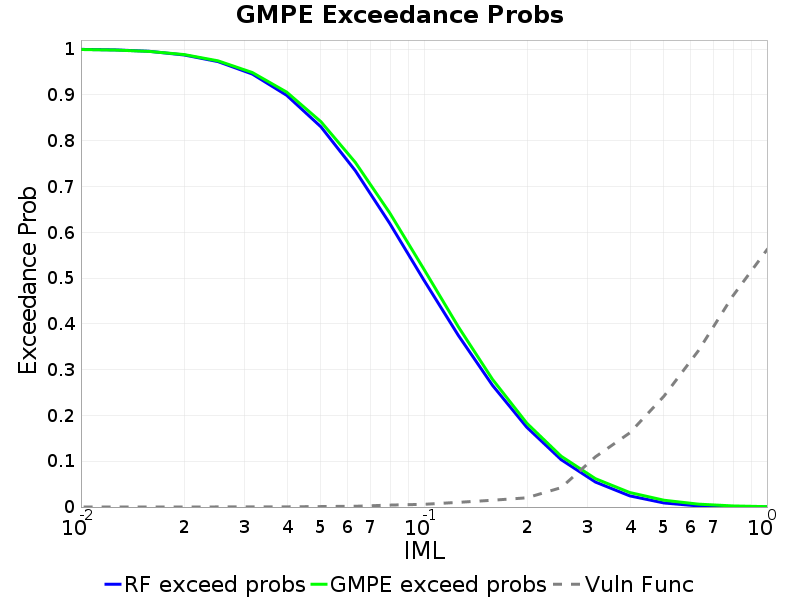 GMPE Exceedance Probs
Exceedance Prob
1
0.9
0.8
0.7
0.6
0.5
0.4
0.3
0.2
0.1
0
10^-2 2 3 4 5 6 7 10^-1 2 3 4 5 6 7 10^0
IML
RF exceed probs GMPE exceed probs Vuln Func